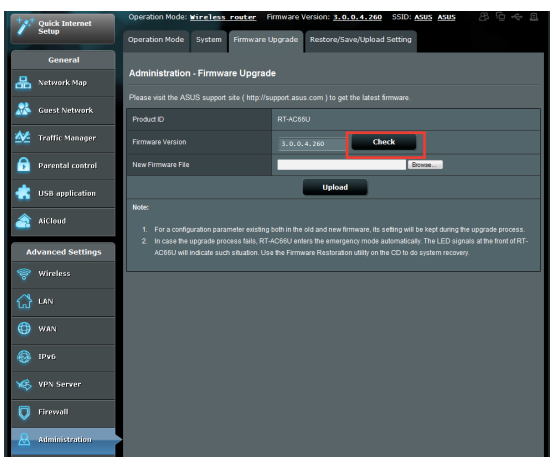 Quick Internet
Setup
General
Network Map
Guest Network
Traffic Manager
Parental control
USB application
AiCloud
Advanced Settings
Wireless
LAN
WAN
IPv6
VPN Server
Firewall
Administration
Operation Mode: Wireless router Firmware Version: 3.0.0.4.260 SSID: ASUS ASUS
Operation Mode System Firmware Upgrade Restore/Save/Upload Setting
Administration - Firmware Upgrade
Please visit the ASUS support site ( http://support.asus.com ) to get the latest firmware
Product ID RT-AC66U
Firmware Version 3.0.0.4.260 Check
New Firmware File Browse...
Upload
Note:
1. For a configuration parameter existing both in the old and new firmware, its setting will be kept during the upgrade process.
2. In case the upgrade process fails, RT-AC66U enters the emergency mode automatically. The LED signals at the front of RT-
AC66U will indicate such situation. Use the Firmware Restoration utility on the CD to do system recovery.